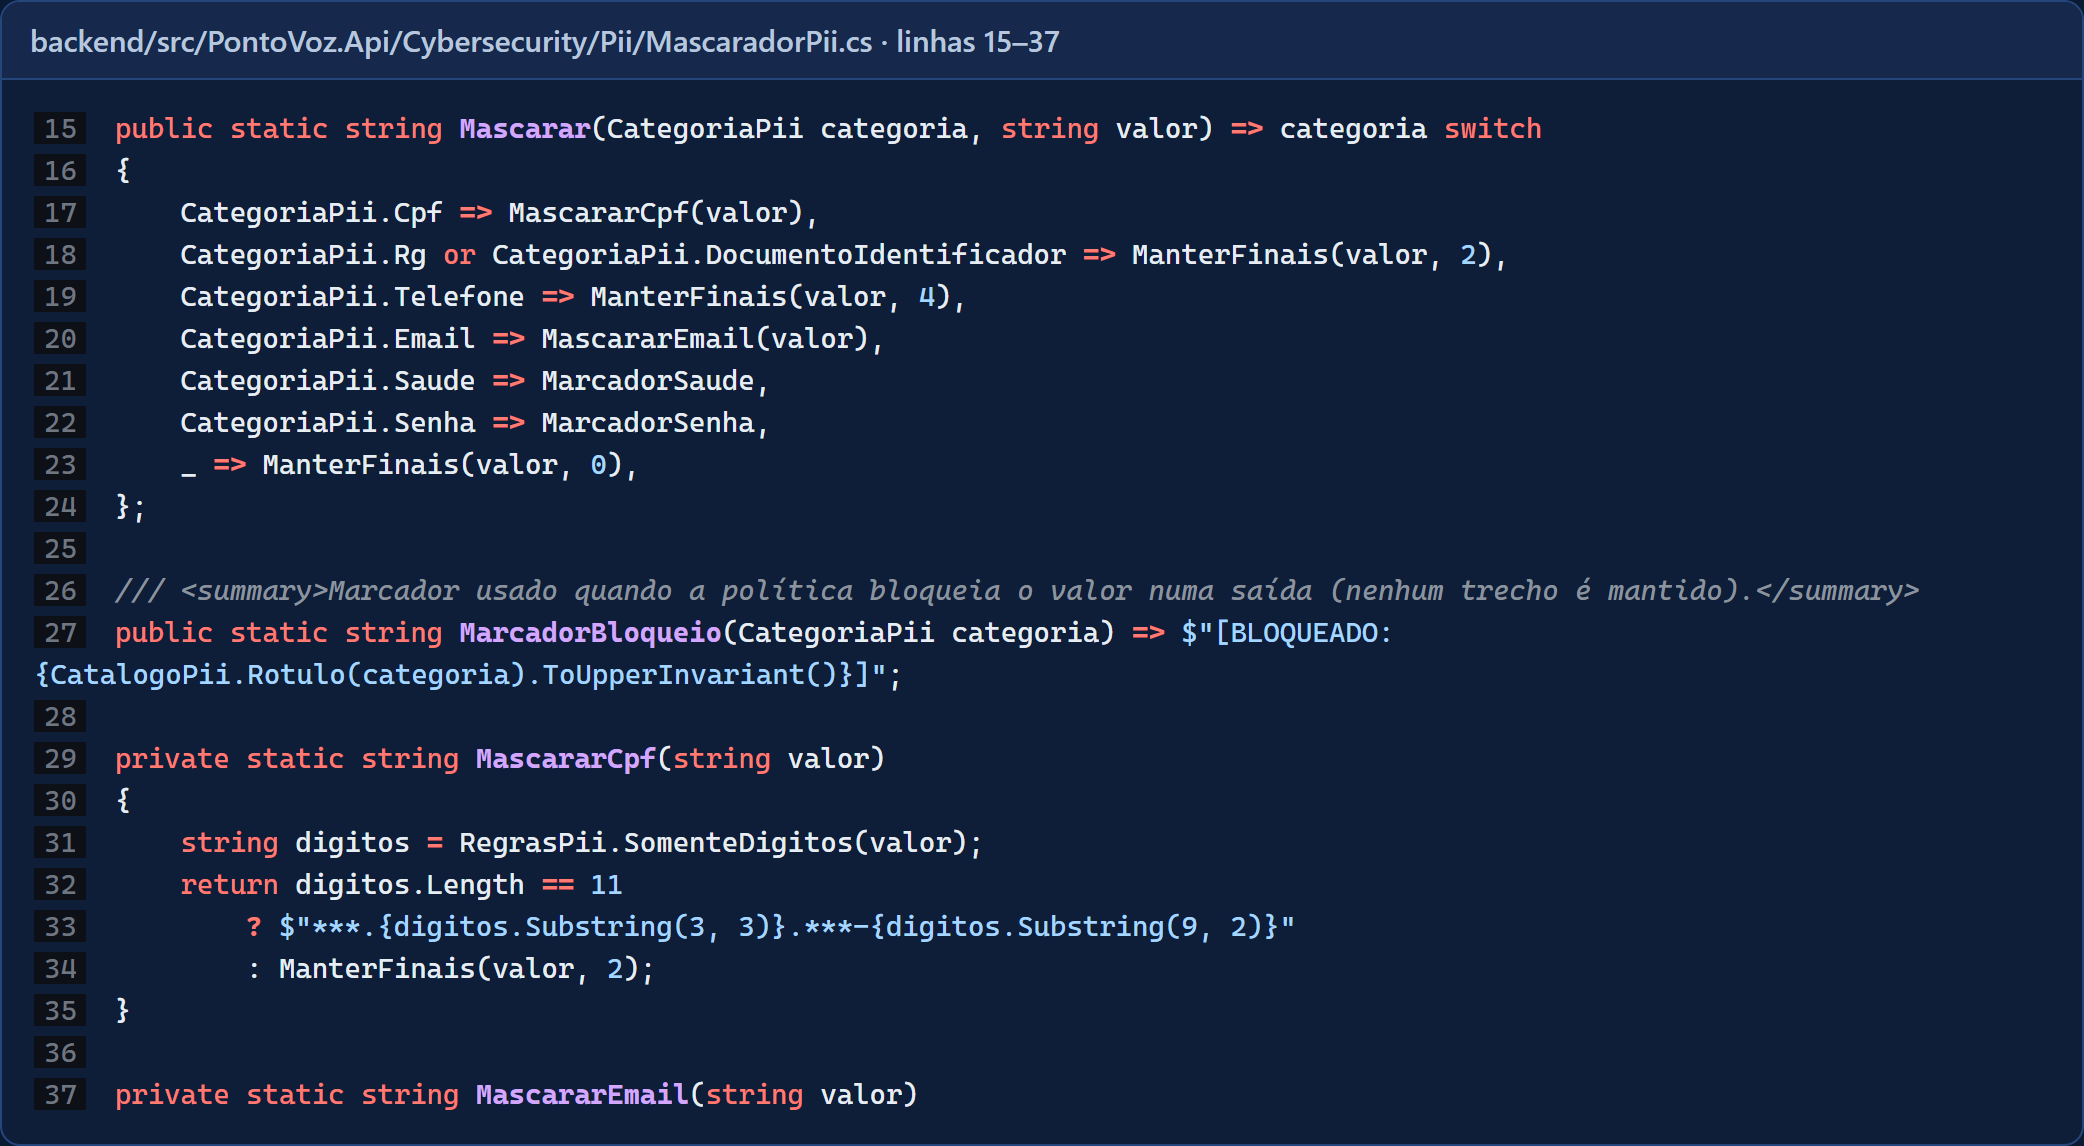 backend/src/PontoVoz.Api/Cybersecurity/Pii/MascaradorPii.cs · linhas 15–37
15 public static string Mascarar(CategoriaPii categoria, string valor) => categoria switch
16 {
17     CategoriaPii.Cpf => MascararCpf(valor),
18     CategoriaPii.Rg or CategoriaPii.DocumentoIdentificador => ManterFinais(valor, 2),
19     CategoriaPii.Telefone => ManterFinais(valor, 4),
20     CategoriaPii.Email => MascararEmail(valor),
21     CategoriaPii.Saude => MarcadorSaude,
22     CategoriaPii.Senha => MarcadorSenha,
23     _ => ManterFinais(valor, 0),
24 };
25
26 /// <summary>Marcador usado quando a política bloqueia o valor numa saída (nenhum trecho é mantido).</summary>
27 public static string MarcadorBloqueio(CategoriaPii categoria) => $"[BLOQUEADO:
{CatalogoPii.Rotulo(categoria).ToUpperInvariant()}]";
28
29 private static string MascararCpf(string valor)
30 {
31     string digitos = RegrasPii.SomenteDigitos(valor);
32     return digitos.Length == 11
33         ? $"***.{digitos.Substring(3, 3)}.***-{digitos.Substring(9, 2)}"
34         : ManterFinais(valor, 2);
35 }
36
37 private static string MascararEmail(string valor)